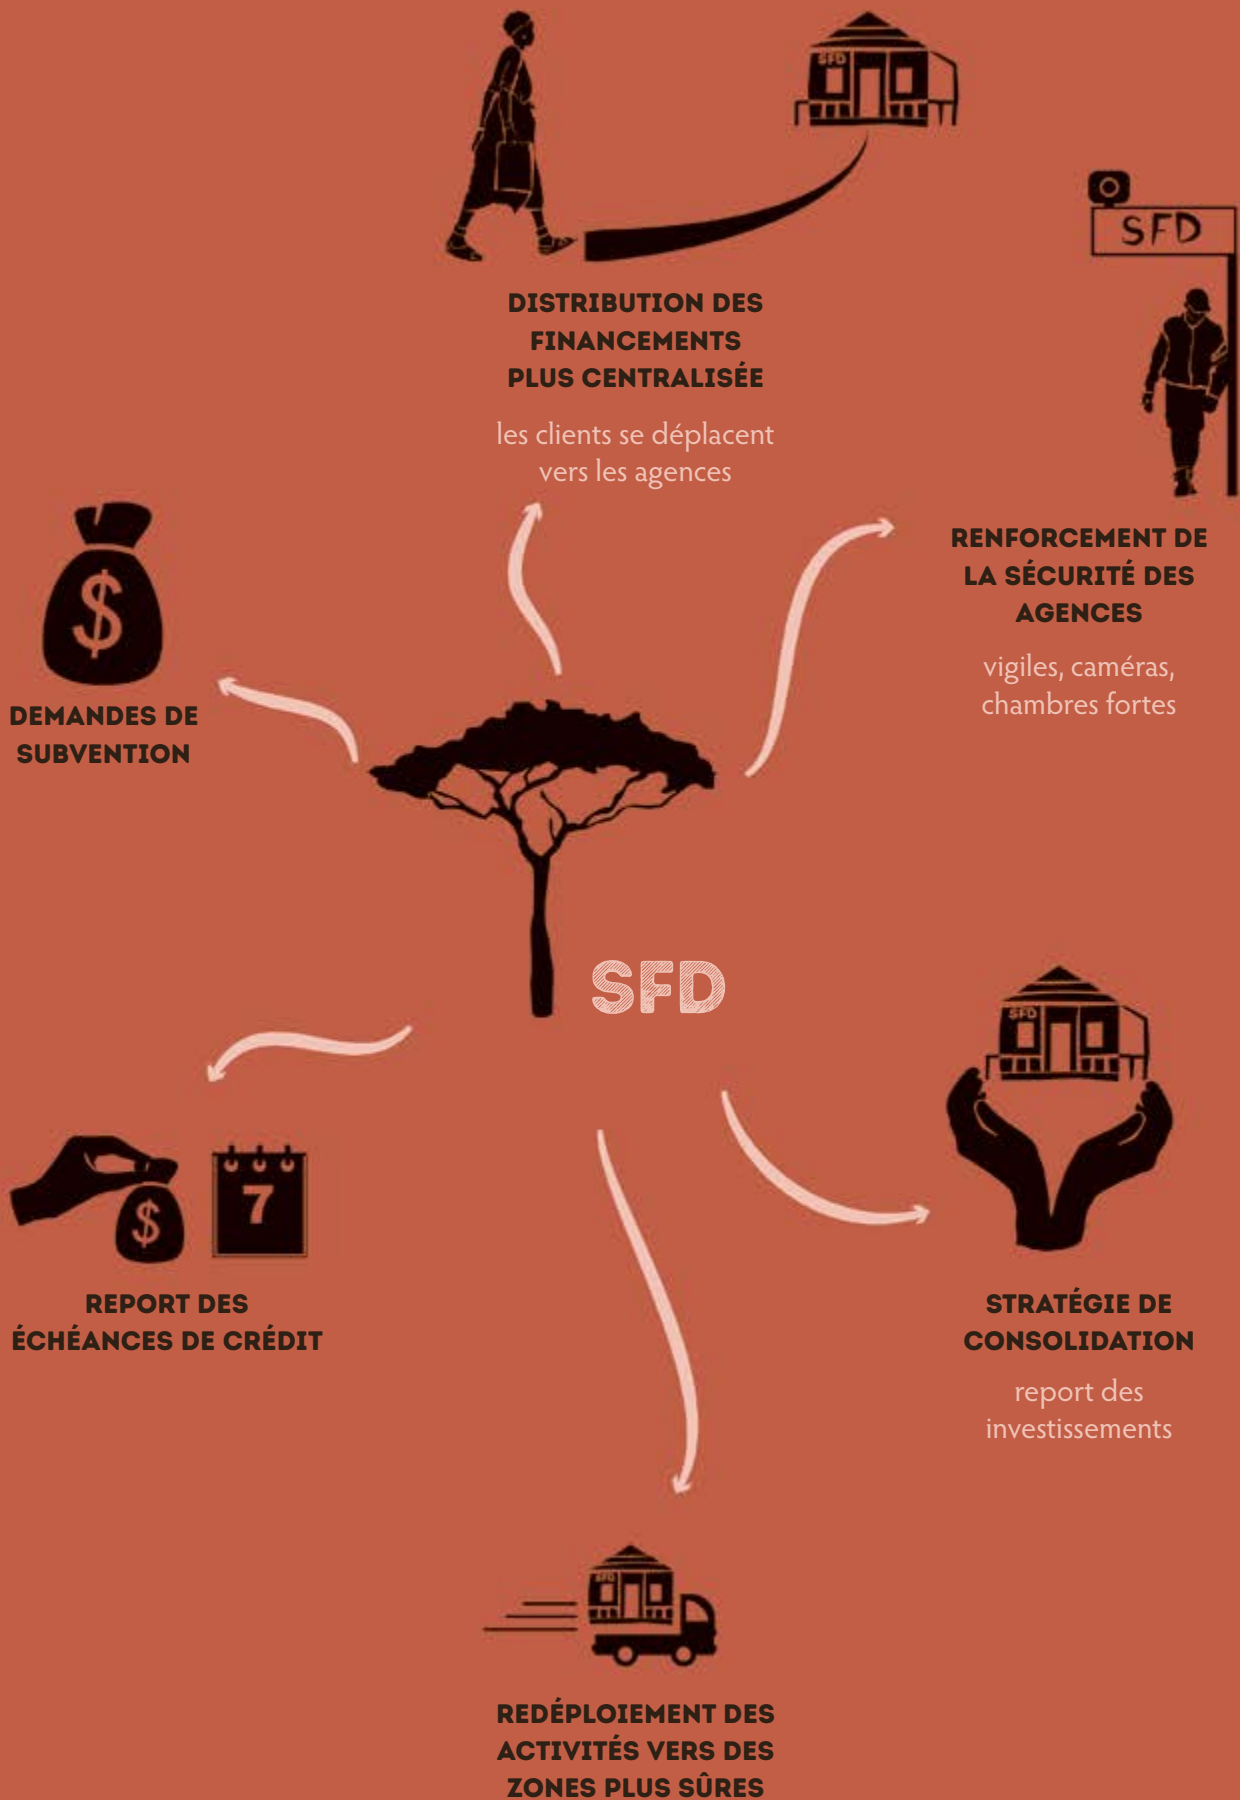 SFD
SFD
DISTRIBUTION DES
FINANCEMENTS
PLUS CENTRALISÉE
les clients se déplacent
vers les agences
RENFORCEMENT DE
LA SÉCURITÉ DES
AGENCES
vigiles, caméras,
chambres fortes
$
DEMANDES DE
SUBVENTION
SFD
SFD
$
7
REPORT DES
ÉCHÉANCES DE CRÉDIT
STRATÉGIE DE
CONSOLIDATION
report des
investissements
SFD
REDÉPLOIEMENT DES
ACTIVITÉS VERS DES
ZONES PLUS SÛRES